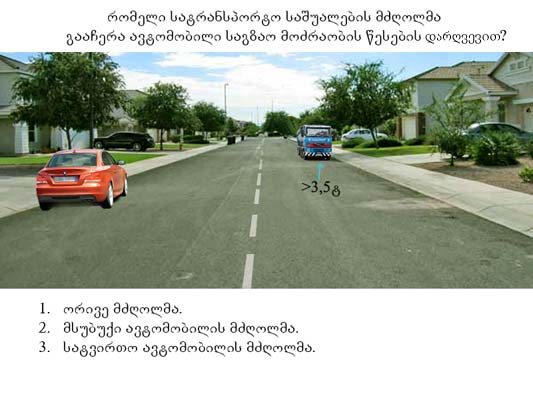 რომელი სატრანსპორტო საშუალების მძღოლმა
გააჩერა ავტომობილი საგზაო მოძრაობის წესების დარღვევით?
>3,5ტ
1. ორივე მძღოლმა.
2. მსუბუქი ავტომობილის მძღოლმა.
3. სატვირთო ავტომობილის მძღოლმა.